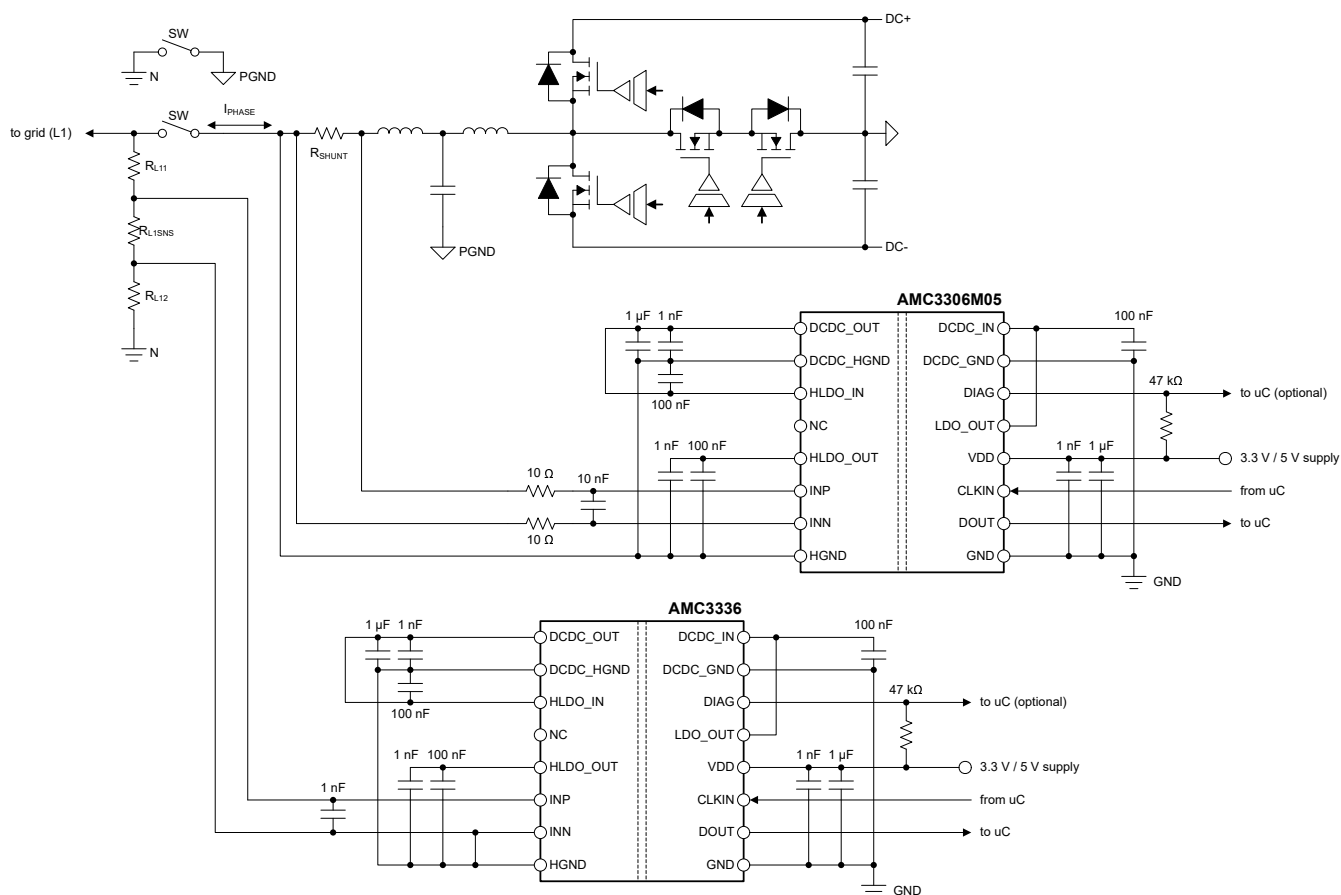 DC+
SW
N
PGND
to grid (L1)
SW
IPHASE
RSHUNT
RL11
PGND
DC-
RL1SNS
RL12
N
AMC3306M05
1 µF 1 nF
100 nF
DCDC_OUT
DCDC_IN
100 nF
DCDC_HGND
DCDC_GND
47 kΩ
HLDO_IN
DIAG
to uC (optional)
NC
LDO_OUT
1 nF 100 nF
HLDO_OUT
VDD
1 nF 1 µF
3.3 V / 5 V supply
10 Ω
10 nF
INP
CLKIN
from uC
10 Ω
INN
DOUT
to uC
HGND
GND
GND
AMC3336
1 µF 1 nF
100 nF
DCDC_OUT
DCDC_IN
100 nF
DCDC_HGND
DCDC_GND
47 kΩ
HLDO_IN
DIAG
to uC (optional)
NC
LDO_OUT
1 nF 100 nF
HLDO_OUT
VDD
1 nF 1 µF
3.3 V / 5 V supply
1 nF
INP
CLKIN
from uC
INN
DOUT
to uC
HGND
GND
GND